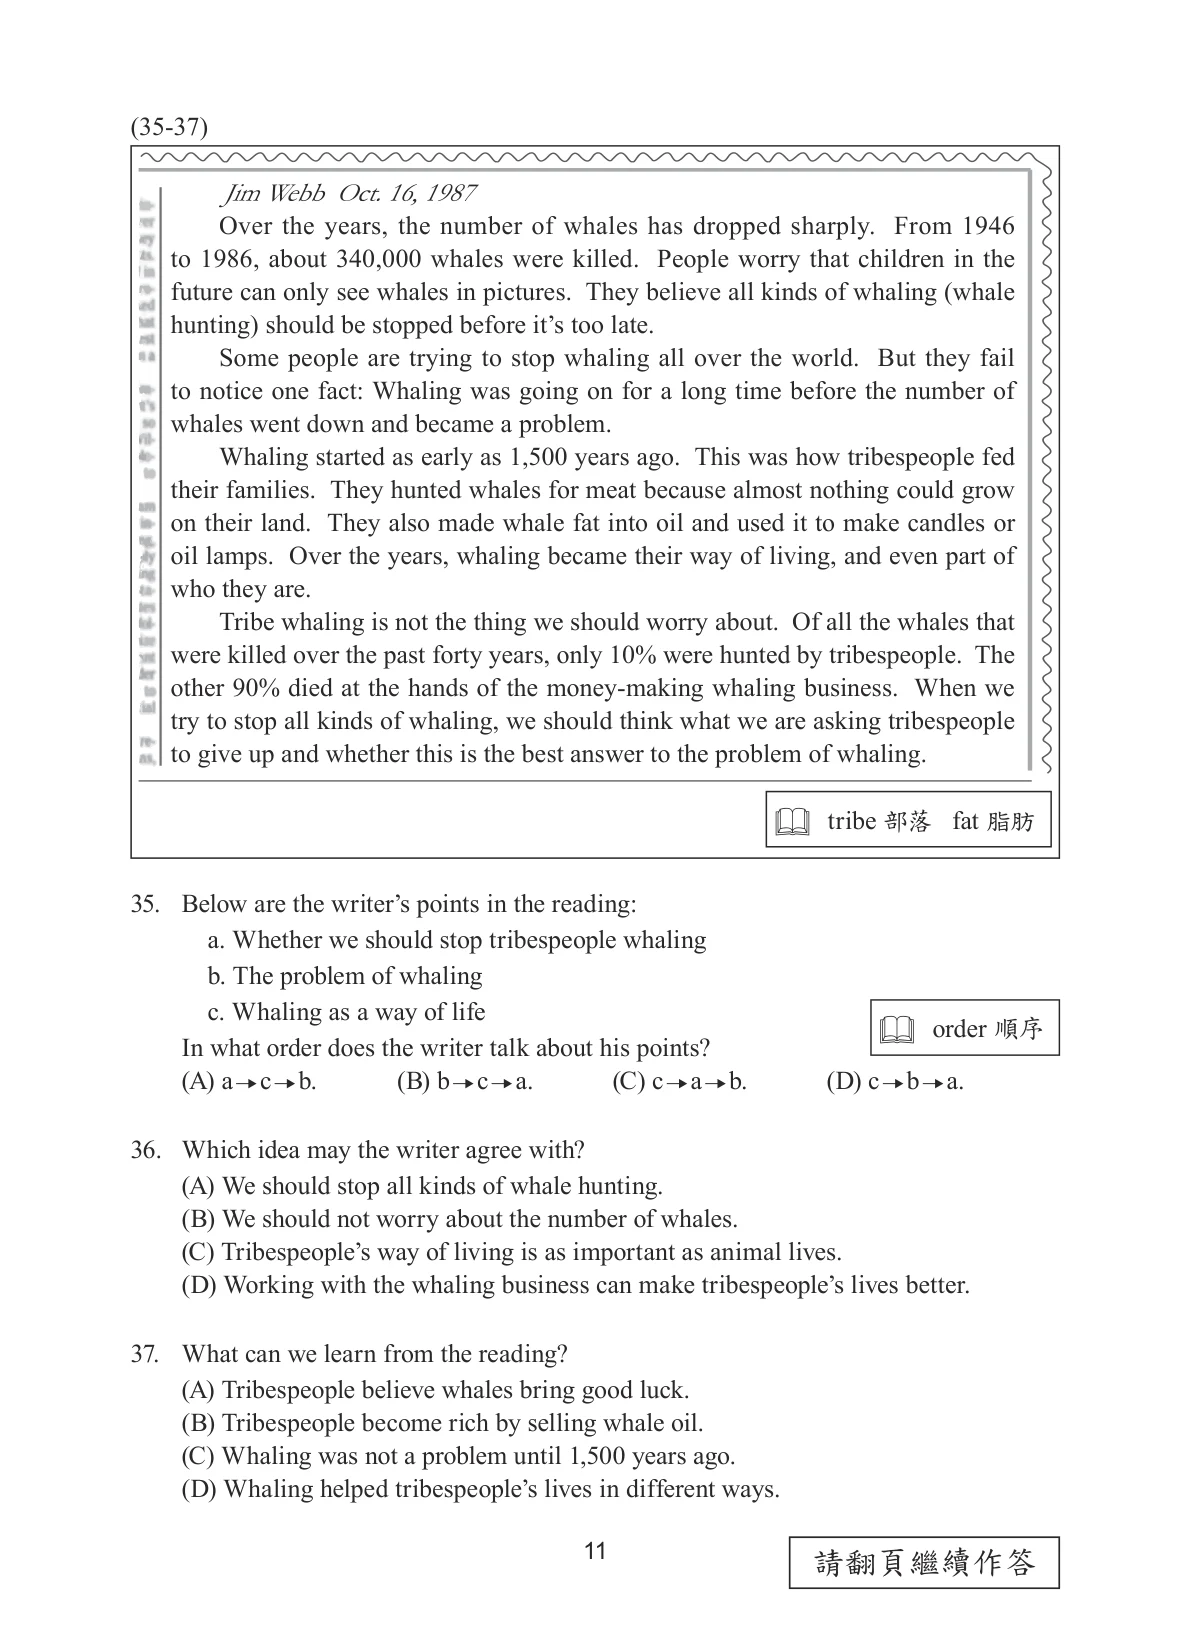 (35-37)
Jim Webb Oct. 16, 1987
Over the years, the number of whales has dropped sharply. From 1946
to 1986, about 340,000 whales were killed. People worry that children in the
future can only see whales in pictures. They believe all kinds of whaling (whale
hunting) should be stopped before it's too late.
Some people are trying to stop whaling all over the world. But they fail
to notice one fact: Whaling was going on for a long time before the number of
whales went down and became a problem.
Whaling started as early as 1,500 years ago. This was how tribespeople fed
their families. They hunted whales for meat because almost nothing could grow
on their land. They also made whale fat into oil and used it to make candles or
oil lamps. Over the years, whaling became their way of living, and even part of
who they are.
Tribe whaling is not the thing we should worry about. Of all the whales that
were killed over the past forty years, only 10% were hunted by tribespeople. The
other 90% died at the hands of the money-making whaling business. When we
try to stop all kinds of whaling, we should think what we are asking tribespeople
to give up and whether this is the best answer to the problem of whaling.
tribe 部落 fat 脂肪
35. Below are the writer's points in the reading:
a. Whether we should stop tribespeople whaling
b. The problem of whaling
c. Whaling as a way of life
order 順序
In what order does the writer talk about his points?
(A) a→c→b. (B) b→c→a. (C) c→a→b. (D) c→b→a.
36. Which idea may the writer agree with?
(A) We should stop all kinds of whale hunting.
(B) We should not worry about the number of whales.
(C) Tribespeople's way of living is as important as animal lives.
(D) Working with the whaling business can make tribespeople's lives better.
37. What can we learn from the reading?
(A) Tribespeople believe whales bring good luck.
(B) Tribespeople become rich by selling whale oil.
(C) Whaling was not a problem until 1,500 years ago.
(D) Whaling helped tribespeople's lives in different ways.
11
請翻頁繼續作答